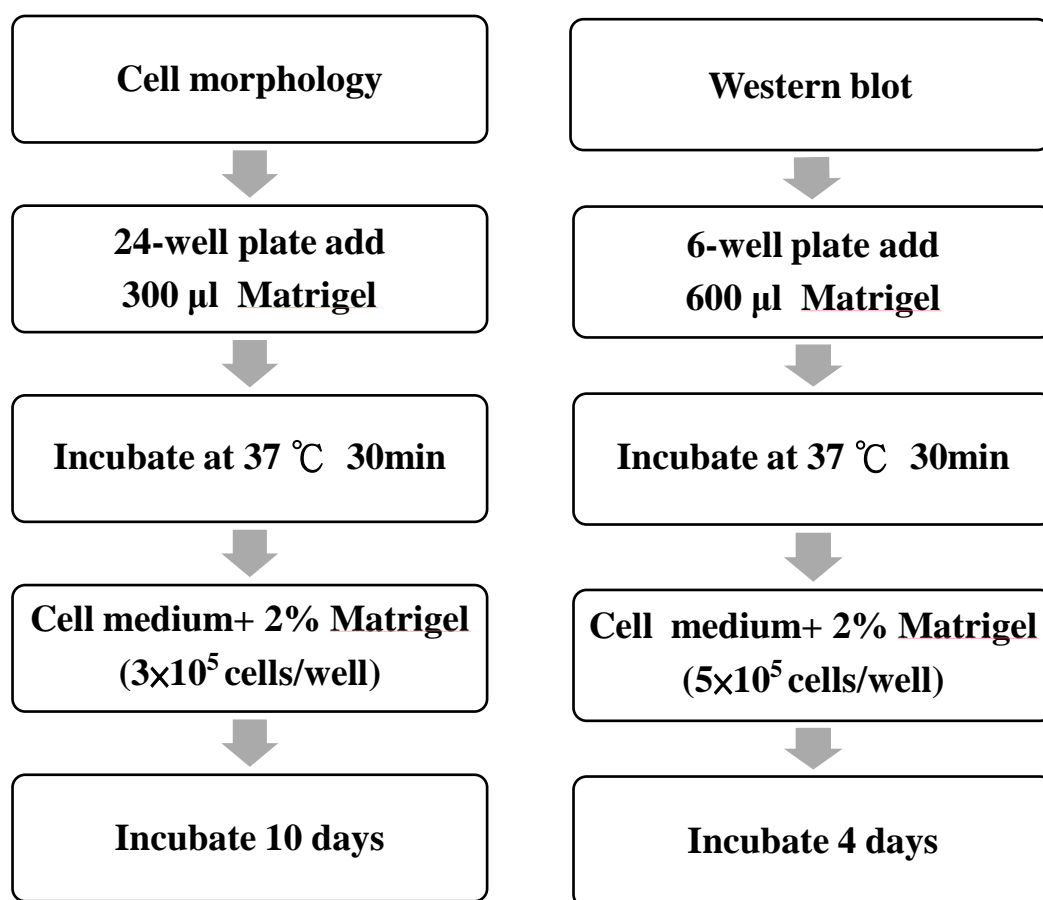 Cell morphology
24-well plate add
300 μl Matrigel
Incubate at 37 ℃ 30min
Cell medium+ 2% Matrigel
(3×10⁵ cells/well)
Incubate 10 days
Western blot
6-well plate add
600 μl Matrigel
Incubate at 37 ℃ 30min
Cell medium+ 2% Matrigel
(5×10⁵ cells/well)
Incubate 4 days